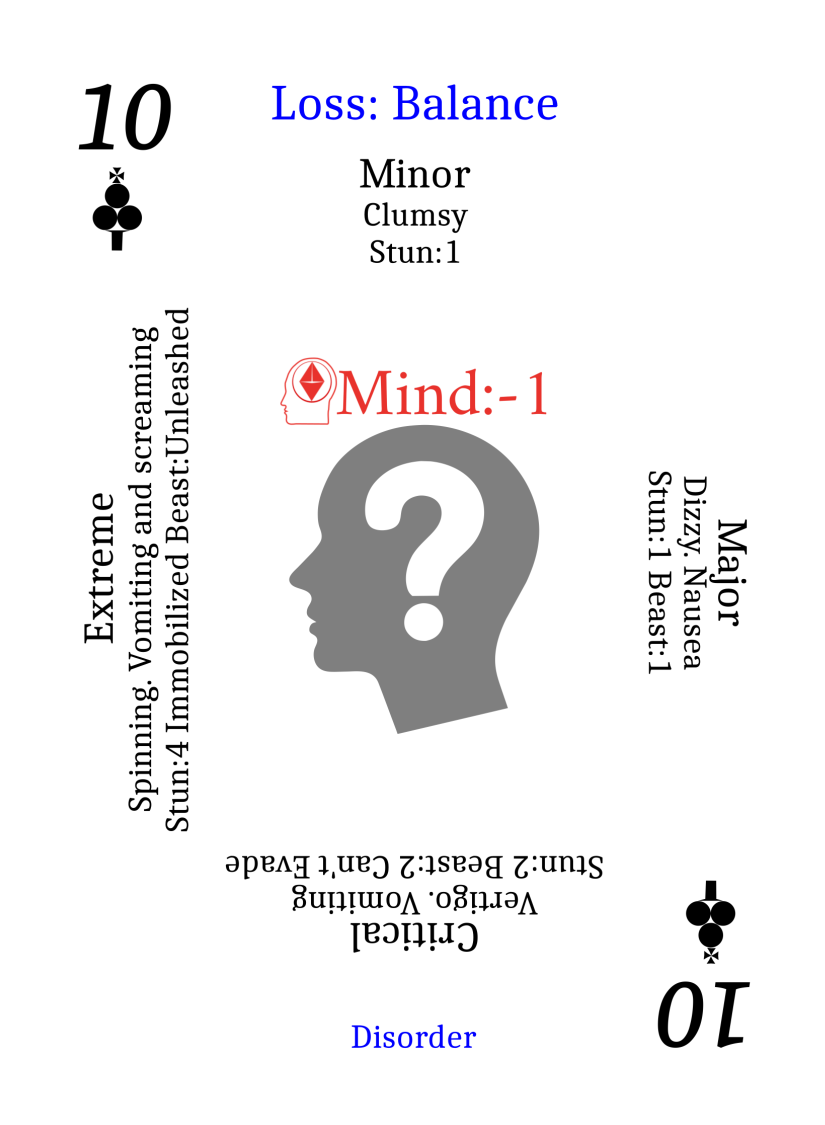 10
Loss: Balance
Minor
Clumsy
Stun:1
Mind:-1
Extreme
Spinning. Vomiting and screaming
Stun:4 Immobilized Beast:Unleashed
Major
Dizzy. Nausea
Stun:1 Beast:1
Critical
Vertigo. Vomiting
Stun:2 Beast:2 Can't Evade
10
Disorder